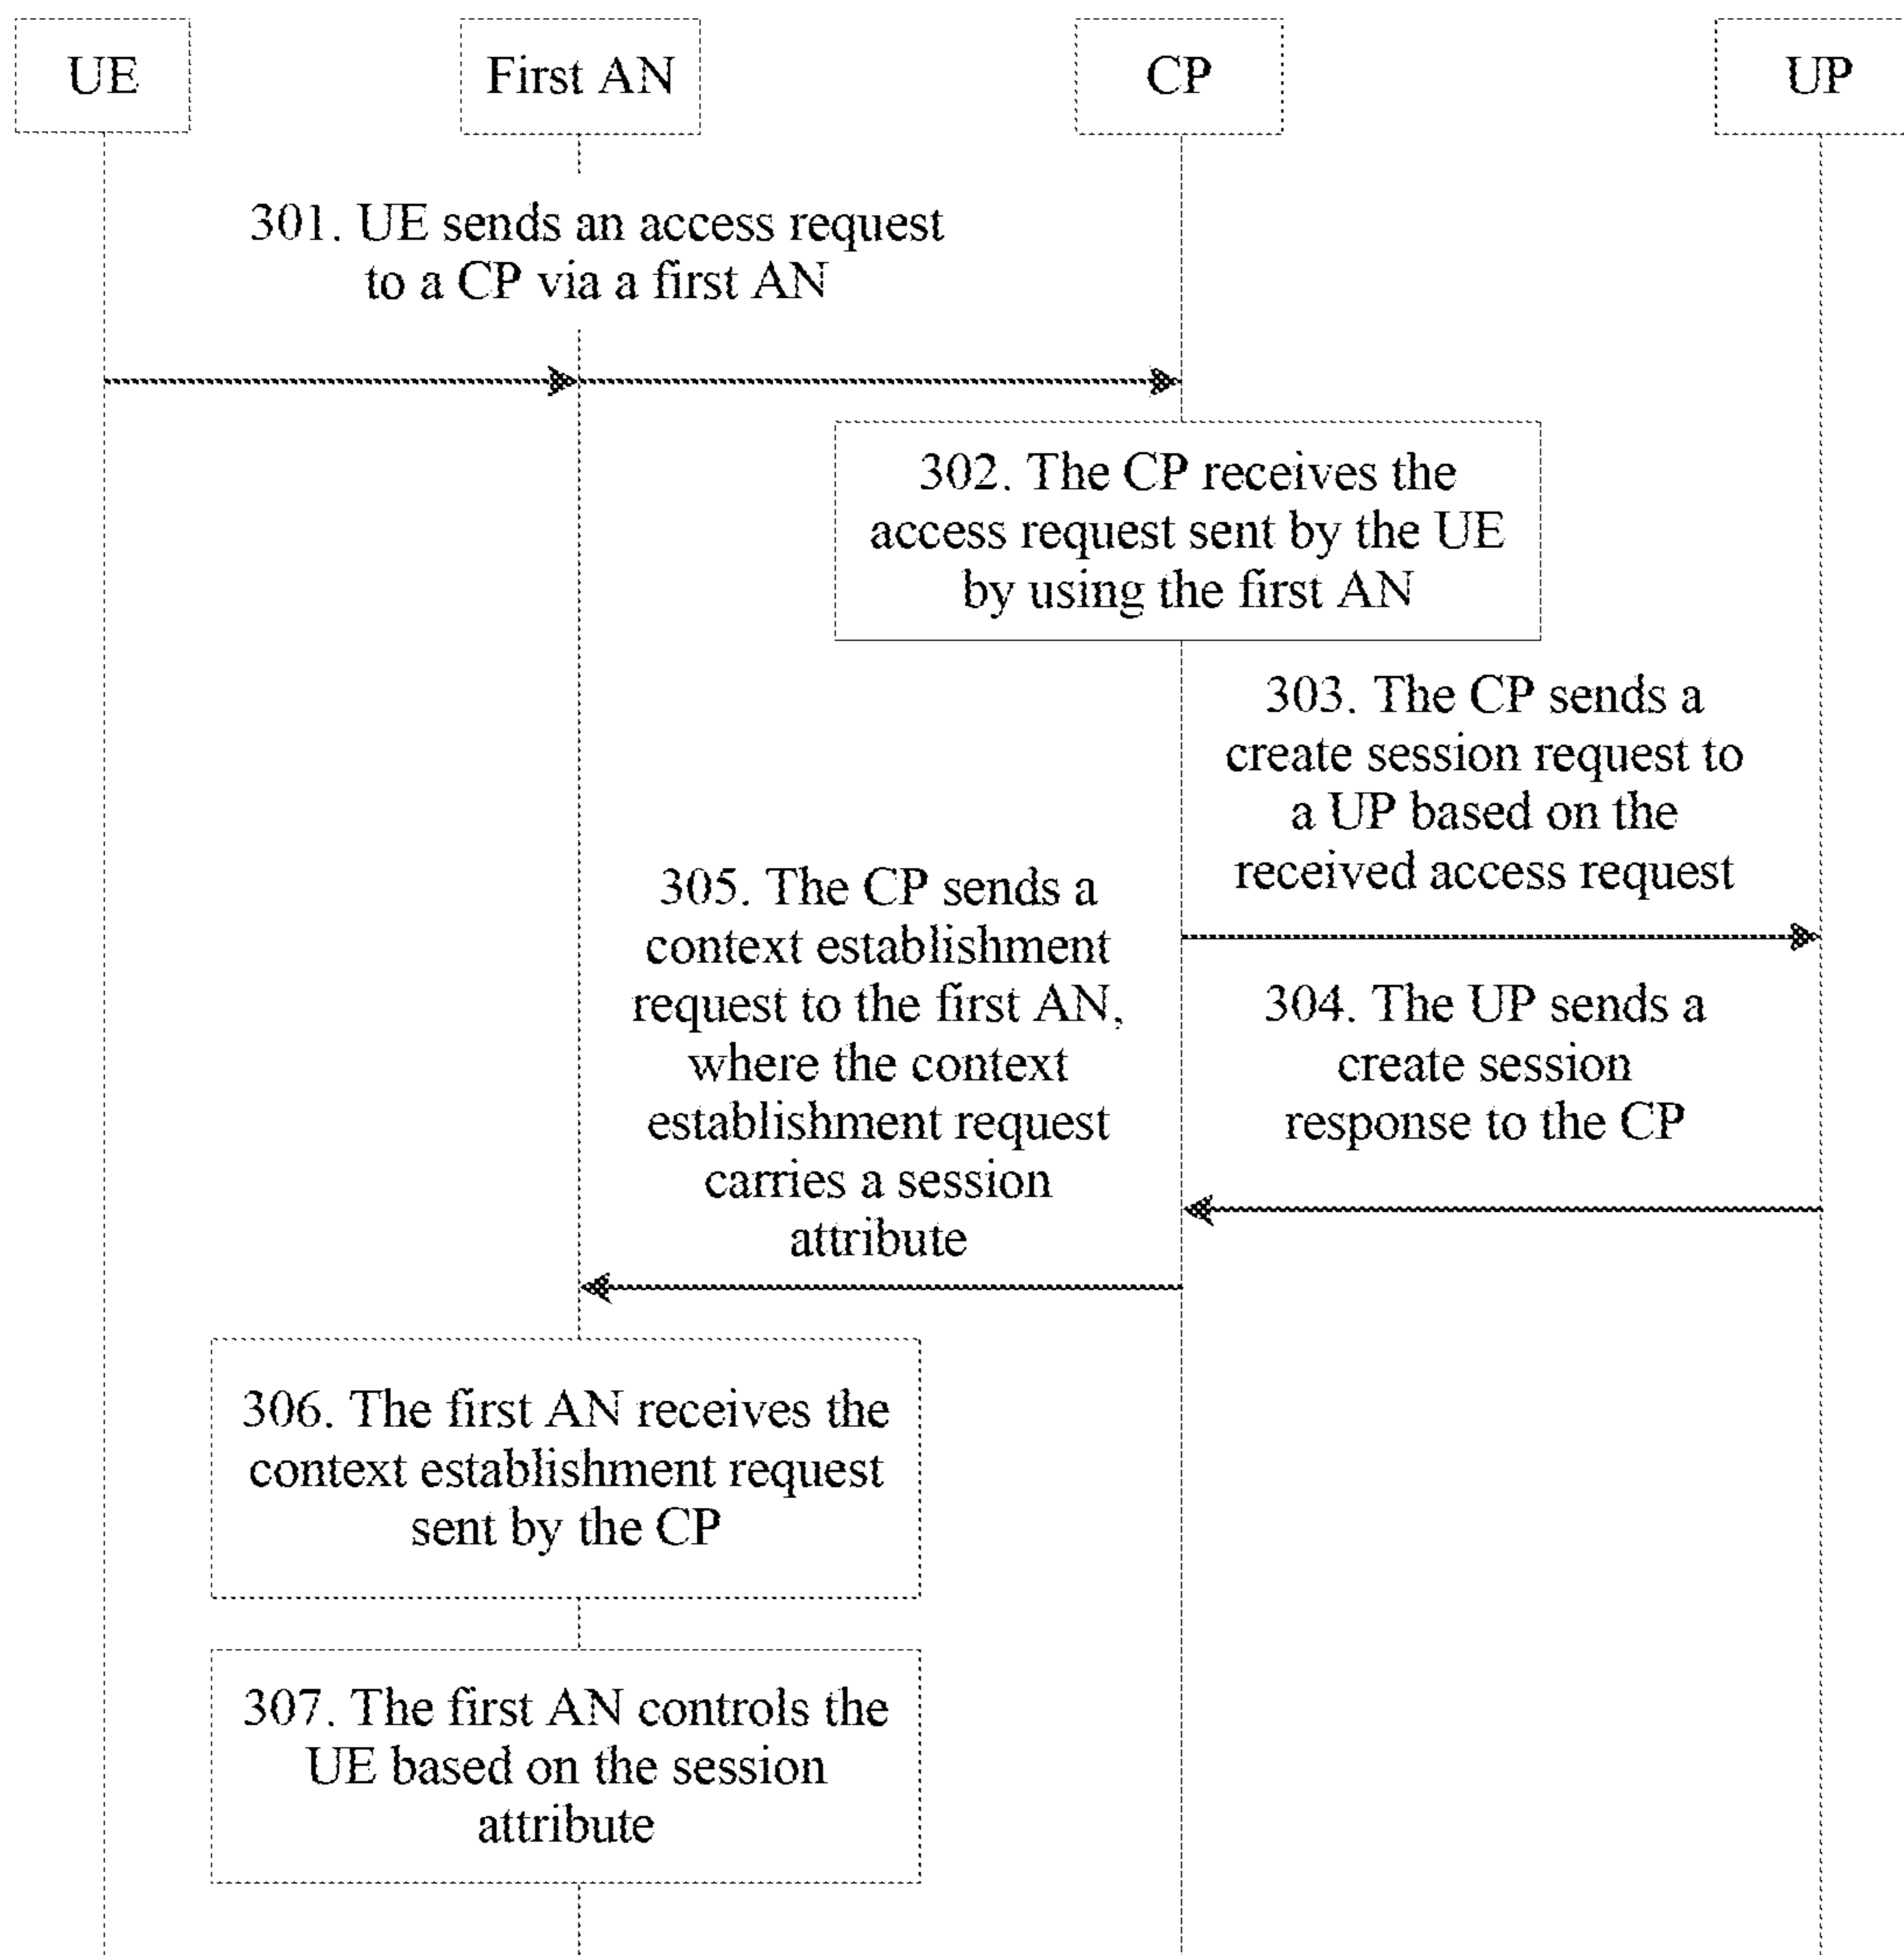 UE
First AN
CP
UP
301. UE sends an access request
to a CP via a first AN
302. The CP receives the
access request sent by the UE
by using the first AN
303. The CP sends a
create session request to
a UP based on the
received access request
304. The UP sends a
create session
response to the CP
305. The CP sends a
context establishment
request to the first AN,
where the context
establishment request
carries a session
attribute
306. The first AN receives the
context establishment request
sent by the CP
307. The first AN controls the
UE based on the session
attribute